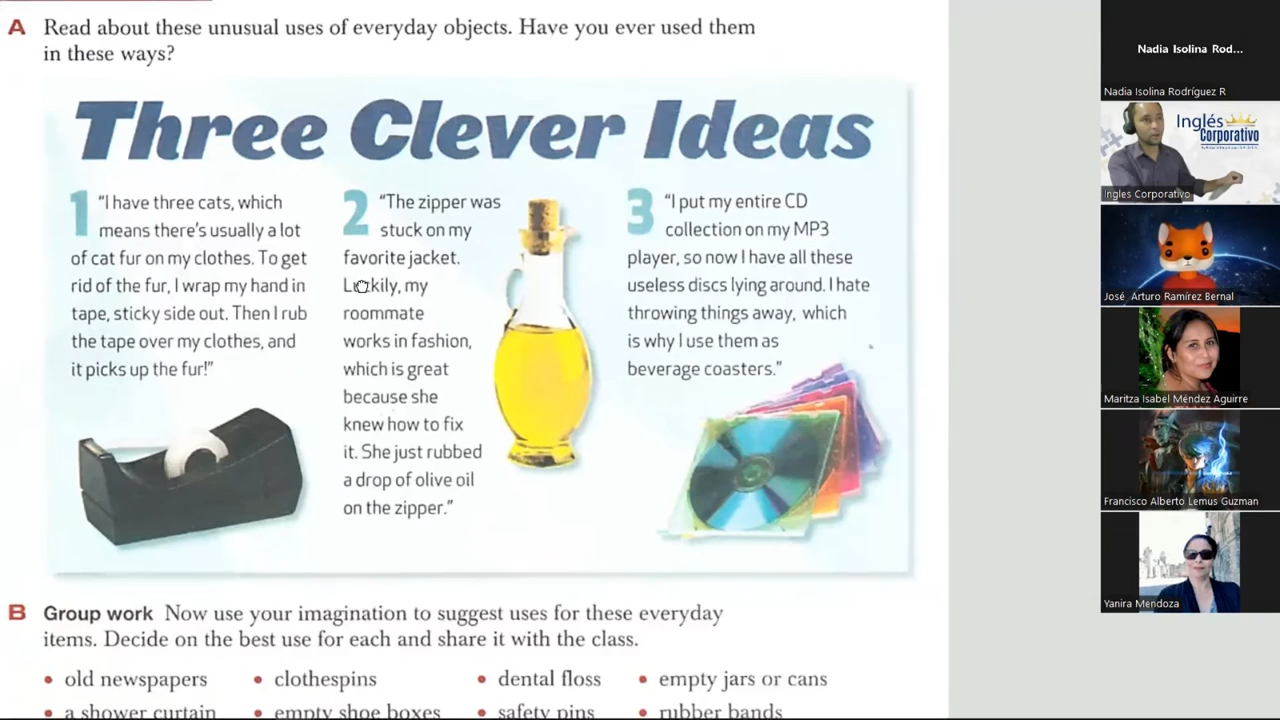 A Read about these unusual uses of everyday objects. Have you ever used them
in these ways?
Three Clever Ideas
1 "I have three cats, which
means there's usually a lot
of cat fur on my clothes. To get
rid of the fur, I wrap my hand in
tape, sticky side out. Then I rub
the tape over my clothes, and
it picks up the fur!"
2 "The zipper was
stuck on my
favorite jacket.
Luckily, my
roommate
works in fashion,
which is great
because she
knew how to fix
it. She just rubbed
a drop of olive oil
on the zipper."
3 "I put my entire CD
collection on my MP3
player, so now I have all these
useless discs lying around. I hate
throwing things away, which
is why I use them as
beverage coasters."
B Group work Now use your imagination to suggest uses for these everyday
items. Decide on the best use for each and share it with the class.
• old newspapers • clothespins • dental floss • empty jars or cans
• a shower curtain • empty shoe boxes • safety pins • rubber bands
Nadia Isolina Rod...
Nadia Isolina Rodríguez R
Inglés
Corporativo
Ingles Corporativo
José Arturo Ramírez Bernal
Maritza Isabel Méndez Aguirre
Francisco Alberto Lemus Guzman
Yanira Mendoza